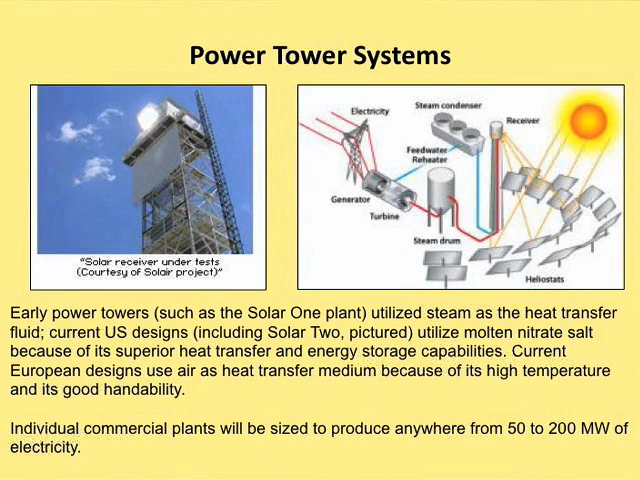 Power Tower Systems
"Solar receiver under tests
(Courtesy of Solair project)"
Electricity
Steam condenser
Receiver
Feedwater
Reheater
Generator
Turbine
Steam drum
Heliostats
Early power towers (such as the Solar One plant) utilized steam as the heat transfer
fluid; current US designs (including Solar Two, pictured) utilize molten nitrate salt
because of its superior heat transfer and energy storage capabilities. Current
European designs use air as heat transfer medium because of its high temperature
and its good handability.
Individual commercial plants will be sized to produce anywhere from 50 to 200 MW of
electricity.